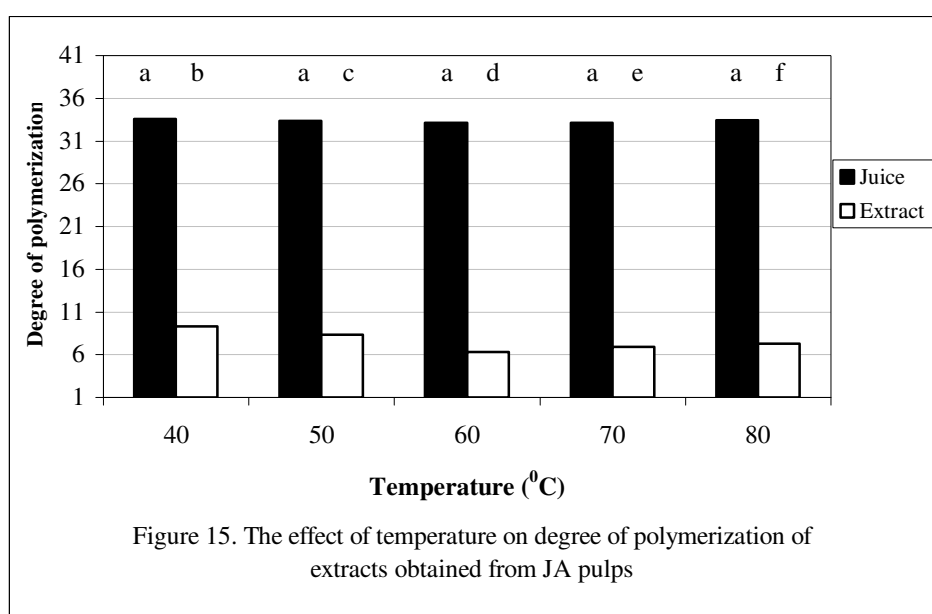 41
36
31
26
21
16
11
6
1
Degree of polymerization
a b a c a d a e a f
Juice
Extract
40 50 60 70 80
Temperature (⁰C)
Figure 15. The effect of temperature on degree of polymerization of
extracts obtained from JA pulps